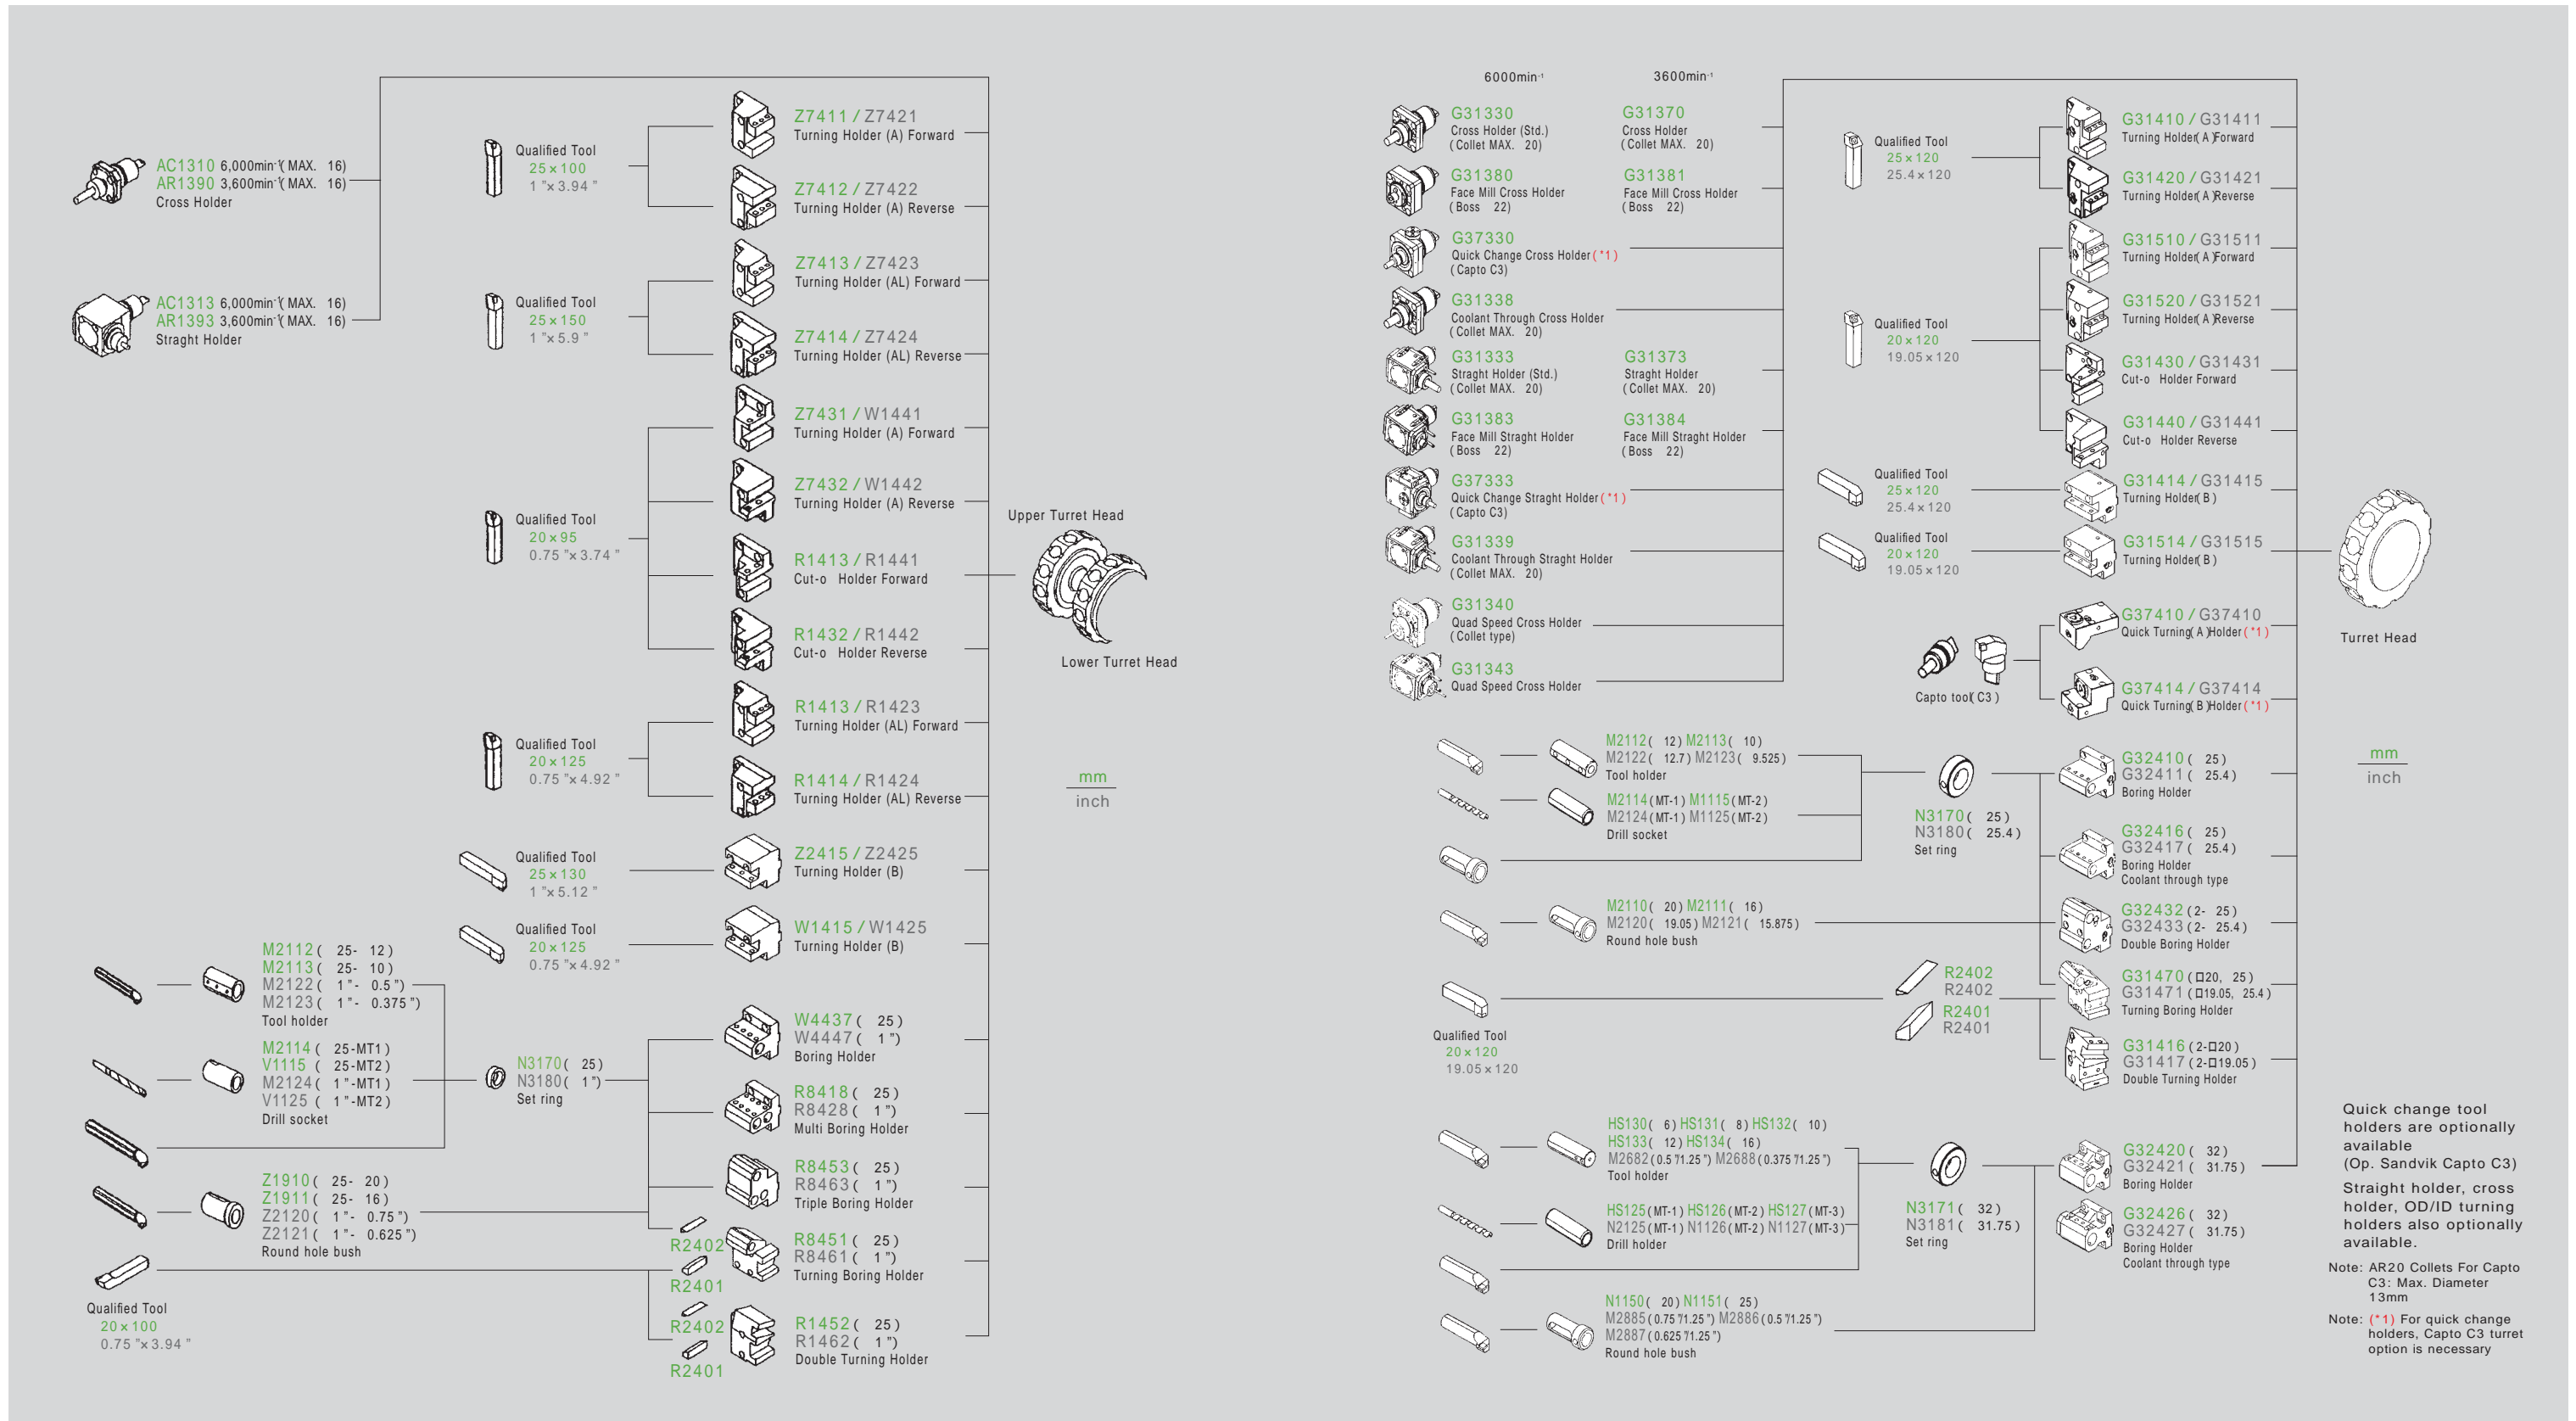 AC1310 6,000min-1( MAX. 16)
AR1390 3,600min-1( MAX. 16)
Cross Holder
AC1313 6,000min-1( MAX. 16)
AR1393 3,600min-1( MAX. 16)
Straght Holder
Qualified Tool
25×100
1 "×3.94 "
Qualified Tool
25×150
1 "×5.9 "
Qualified Tool
20×95
0.75 "×3.74 "
Qualified Tool
20×125
0.75 "×4.92 "
Qualified Tool
25×130
1 "×5.12 "
Qualified Tool
20×125
0.75 "×4.92 "
Z7411 / Z7421
Turning Holder (A) Forward
Z7412 / Z7422
Turning Holder (A) Reverse
Z7413 / Z7423
Turning Holder (AL) Forward
Z7414 / Z7424
Turning Holder (AL) Reverse
Z7431 / W1441
Turning Holder (A) Forward
Z7432 / W1442
Turning Holder (A) Reverse
R1413 / R1441
Cut-o Holder Forward
R1432 / R1442
Cut-o Holder Reverse
R1413 / R1423
Turning Holder (AL) Forward
R1414 / R1424
Turning Holder (AL) Reverse
Z2415 / Z2425
Turning Holder (B)
W1415 / W1425
Turning Holder (B)
M2112 ( 25- 12)
M2113 ( 25- 10)
M2122 ( 1 "- 0.5 ")
M2123 ( 1 "- 0.375 ")
Tool holder
M2114 ( 25-MT1)
V1115 ( 25-MT2)
M2124 ( 1 "-MT1)
V1125 ( 1 "-MT2)
Drill socket
N3170 ( 25)
N3180 ( 1 ")
Set ring
Z1910 ( 25- 20)
Z1911 ( 25- 16)
Z2120 ( 1 "- 0.75 ")
Z2121 ( 1 "- 0.625 ")
Round hole bush
Qualified Tool
20×100
0.75 "×3.94 "
W4437 ( 25)
W4447 ( 1 ")
Boring Holder
R8418 ( 25)
R8428 ( 1 ")
Multi Boring Holder
R8453 ( 25)
R8463 ( 1 ")
Triple Boring Holder
R2402
R2401
R8451 ( 25)
R8461 ( 1 ")
Turning Boring Holder
R2402
R2401
R1452 ( 25)
R1462 ( 1 ")
Double Turning Holder
Upper Turret Head
Lower Turret Head
mm
inch
6000min-1
3600min-1
G31330
Cross Holder (Std.)
( Collet MAX. 20)
G31370
Cross Holder
( Collet MAX. 20)
G31380
Face Mill Cross Holder
( Boss 22)
G31381
Face Mill Cross Holder
( Boss 22)
G37330
Quick Change Cross Holder (*1)
( Capto C3)
G31338
Coolant Through Cross Holder
( Collet MAX. 20)
G31333
Straght Holder (Std.)
( Collet MAX. 20)
G31373
Straght Holder
( Collet MAX. 20)
G31383
Face Mill Straght Holder
( Boss 22)
G31384
Face Mill Straght Holder
( Boss 22)
G37333
Quick Change Straght Holder (*1)
( Capto C3)
G31339
Coolant Through Straght Holder
( Collet MAX. 20)
G31340
Quad Speed Cross Holder
( Collet type)
G31343
Quad Speed Cross Holder
Qualified Tool
25×120
25.4×120
Qualified Tool
20×120
19.05×120
Qualified Tool
25×120
25.4×120
Qualified Tool
20×120
19.05×120
Capto tool( C3 )
G31410 / G31411
Turning Holder( A )Forward
G31420 / G31421
Turning Holder( A )Reverse
G31510 / G31511
Turning Holder( A )Forward
G31520 / G31521
Turning Holder( A )Reverse
G31430 / G31431
Cut-o Holder Forward
G31440 / G31441
Cut-o Holder Reverse
G31414 / G31415
Turning Holder( B )
G31514 / G31515
Turning Holder( B )
G37410 / G37410
Quick Turning( A )Holder (*1)
G37414 / G37414
Quick Turning( B )Holder (*1)
Turret Head
mm
inch
M2112 ( 12) M2113 ( 10)
M2122 ( 12.7) M2123 ( 9.525)
Tool holder
M2114 ( MT-1) M1115 ( MT-2)
M2124 ( MT-1) M1125 ( MT-2)
Drill socket
N3170 ( 25)
N3180 ( 25.4)
Set ring
M2110 ( 20) M2111 ( 16)
M2120 ( 19.05) M2121 ( 15.875)
Round hole bush
Qualified Tool
20×120
19.05×120
R2402
R2402
R2401
R2401
G32410 ( 25)
G32411 ( 25.4)
Boring Holder
G32416 ( 25)
G32417 ( 25.4)
Boring Holder
Coolant through type
G32432 (2- 25)
G32433 (2- 25.4)
Double Boring Holder
G31470 (□20, 25)
G31471 (□19.05, 25.4)
Turning Boring Holder
G31416 (2-□20)
G31417 (2-□19.05)
Double Turning Holder
HS130 ( 6) HS131 ( 8) HS132 ( 10)
HS133 ( 12) HS134 ( 16)
M2682 (0.5 "/1.25 ") M2688 (0.375 "/1.25 ")
Tool holder
HS125 (MT-1) HS126 (MT-2) HS127 (MT-3)
N2125 (MT-1) N1126 (MT-2) N1127 (MT-3)
Drill holder
N1150 ( 20) N1151 ( 25)
M2885 (0.75 "/1.25 ") M2886 (0.5 "/1.25 ")
M2887 (0.625 "/1.25 ")
Round hole bush
N3171 ( 32)
N3181 ( 31.75)
Set ring
G32420 ( 32)
G32421 ( 31.75)
Boring Holder
G32426 ( 32)
G32427 ( 31.75)
Boring Holder
Coolant through type
Quick change tool
holders are optionally
available
(Op. Sandvik Capto C3)
Straight holder, cross
holder, OD/ID turning
holders also optionally
available.
Note: AR20 Collets For Capto
C3: Max. Diameter
13mm
Note: (*1) For quick change
holders, Capto C3 turret
option is necessary